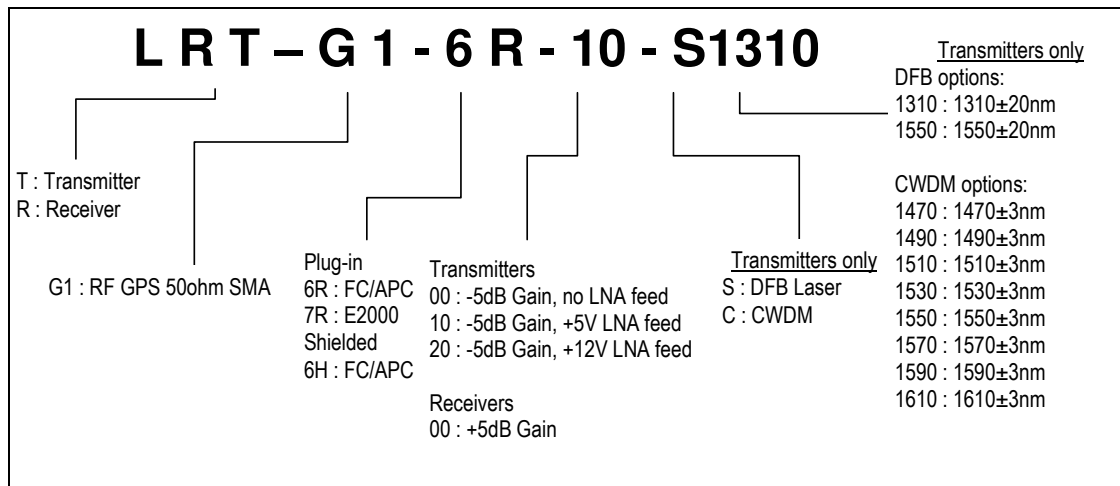 L R T – G 1 - 6 R - 10 - S1310
T : Transmitter
R : Receiver
G1 : RF GPS 50ohm SMA
Plug-in
6R : FC/APC
7R : E2000
Shielded
6H : FC/APC
Transmitters
00 : -5dB Gain, no LNA feed
10 : -5dB Gain, +5V LNA feed
20 : -5dB Gain, +12V LNA feed
Receivers
00 : +5dB Gain
Transmitters only
S : DFB Laser
C : CWDM
Transmitters only
DFB options:
1310 : 1310±20nm
1550 : 1550±20nm
CWDM options:
1470 : 1470±3nm
1490 : 1490±3nm
1510 : 1510±3nm
1530 : 1530±3nm
1550 : 1550±3nm
1570 : 1570±3nm
1590 : 1590±3nm
1610 : 1610±3nm